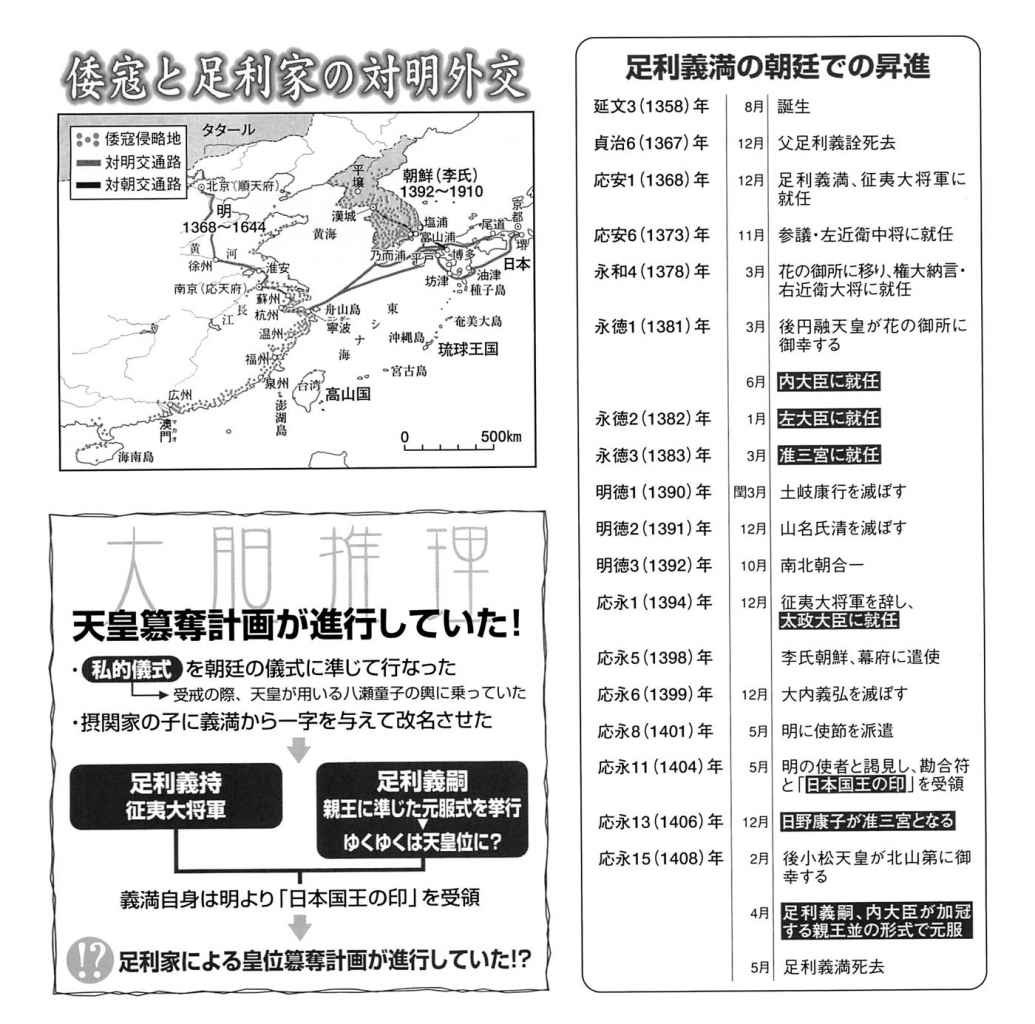 倭寇と足利家の対明外交
倭寇侵略地
対明交通路
対朝交通路
タタール
北京(順天府)
明
1368~1644
朝鮮(李氏)
1392~1910
平壌
漢城
黄海
黄河
徐州
淮安
南京(応天府)
蘇州
杭州
長江
温州
福州
泉州
広州
澳門
マカオ
海南島
澎湖島
台湾
高山国
舟山島
ニンポー
寧波
東シナ海
沖縄島
琉球王国
宮古島
奄美大島
種子島
油津
坊津
博多
平戸
乃而浦
富山浦
塩浦
尾道
京都
堺
日本
0 500km
大胆推理
天皇簒奪計画が進行していた!
・私的儀式を朝廷の儀式に準じて行なった
受戒の際、天皇が用いる八瀬童子の輿に乗っていた
・摂関家の子に義満から一字を与えて改名させた
足利義持
征夷大将軍
足利義嗣
親王に準じた元服式を挙行
ゆくゆくは天皇位に?
義満自身は明より「日本国王の印」を受領
!? 足利家による皇位簒奪計画が進行していた!?
足利義満の朝廷での昇進
延文3(1358)年 8月 誕生
貞治6(1367)年 12月 父足利義詮死去
応安1(1368)年 12月 足利義満、征夷大将軍に
就任
応安6(1373)年 11月 参議・左近衛中将に就任
永和4(1378)年 3月 花の御所に移り、権大納言・
右近衛大将に就任
永徳1(1381)年 3月 後円融天皇が花の御所に
御幸する
6月 内大臣に就任
永徳2(1382)年 1月 左大臣に就任
永徳3(1383)年 3月 准三宮に就任
明徳1(1390)年 閏3月 土岐康行を滅ぼす
明徳2(1391)年 12月 山名氏清を滅ぼす
明徳3(1392)年 10月 南北朝合一
応永1(1394)年 12月 征夷大将軍を辞し、
太政大臣に就任
応永5(1398)年 李氏朝鮮、幕府に遣使
応永6(1399)年 12月 大内義弘を滅ぼす
応永8(1401)年 5月 明に使節を派遣
応永11(1404)年 5月 明の使者と謁見し、勘合符
と「日本国王の印」を受領
応永13(1406)年 12月 日野康子が准三宮となる
応永15(1408)年 2月 後小松天皇が北山第に御
幸する
4月 足利義嗣、内大臣が加冠
する親王並の形式で元服
5月 足利義満死去